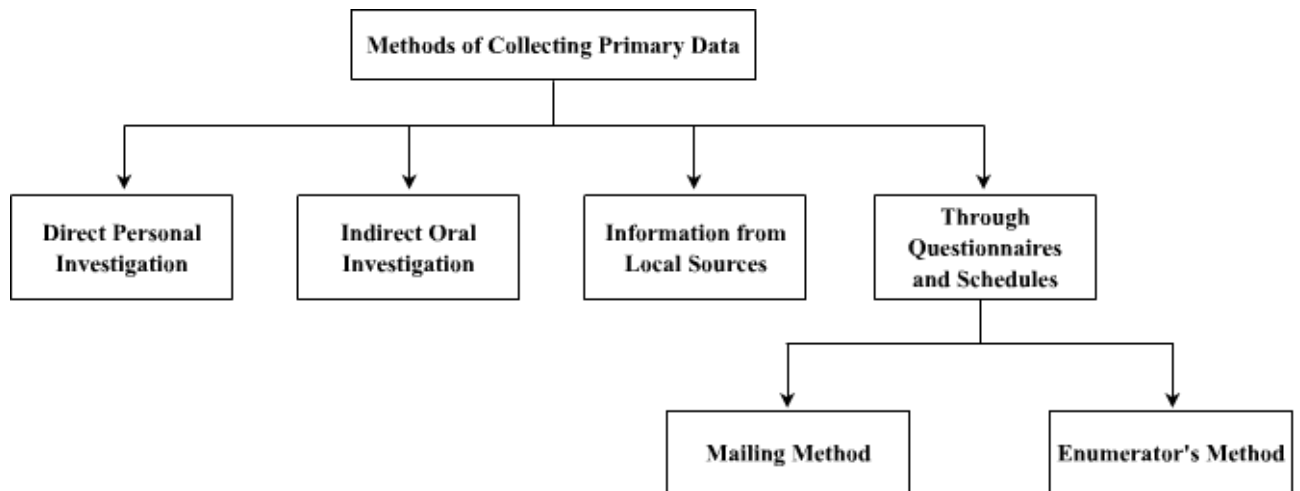 Methods of Collecting Primary Data
Direct Personal
Investigation
Indirect Oral
Investigation
Information from
Local Sources
Through
Questionnaires
and Schedules
Mailing Method
Enumerator's Method